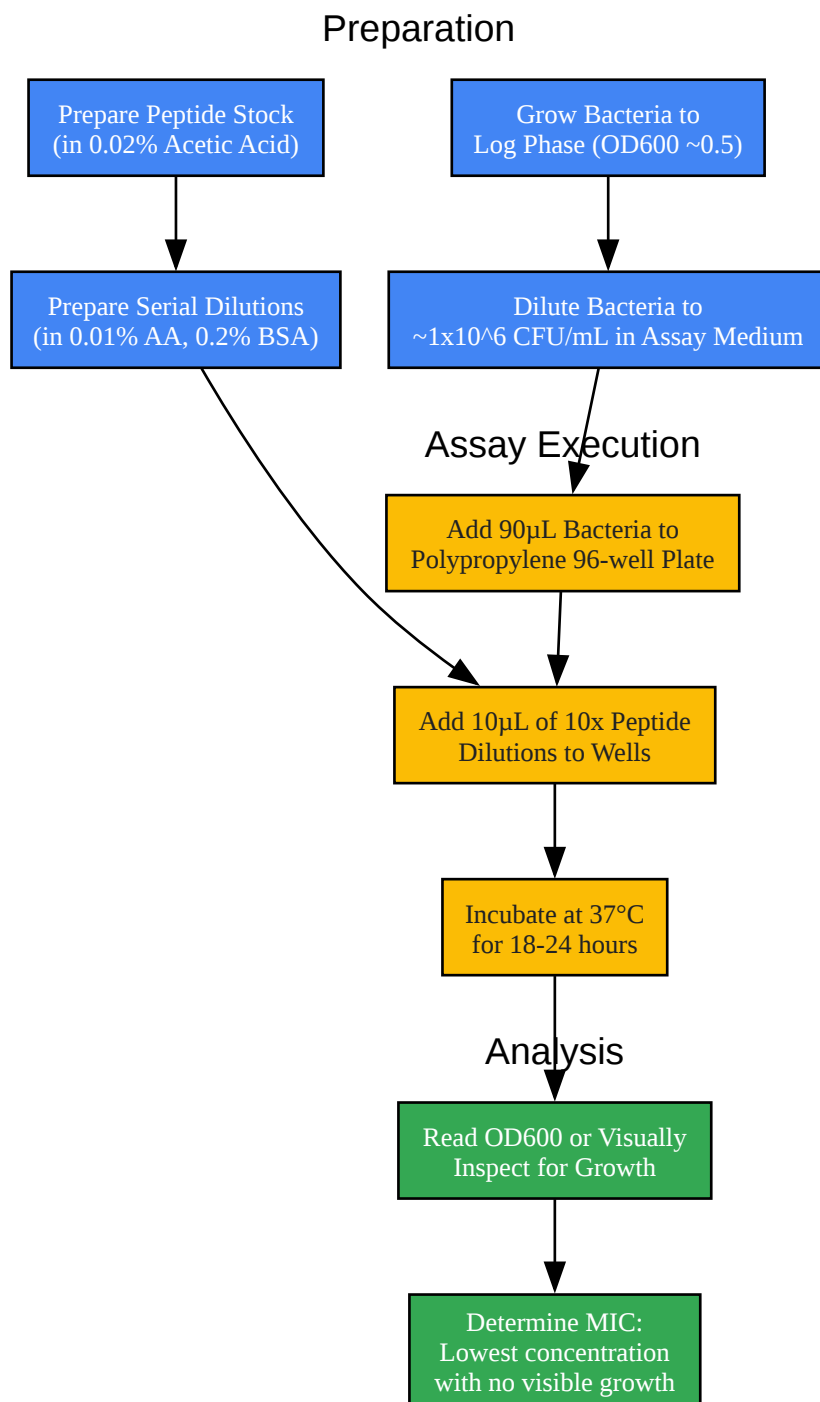 Preparation
Prepare Peptide Stock
(in 0.02% Acetic Acid)
Grow Bacteria to
Log Phase (OD600 ~0.5)
Prepare Serial Dilutions
(in 0.01% AA, 0.2% BSA)
Dilute Bacteria to
~1x10^6 CFU/mL in Assay Medium
Assay Execution
Add 90µL Bacteria to
Polypropylene 96-well Plate
Add 10µL of 10x Peptide
Dilutions to Wells
Incubate at 37°C
for 18-24 hours
Analysis
Read OD600 or Visually
Inspect for Growth
Determine MIC:
Lowest concentration
with no visible growth